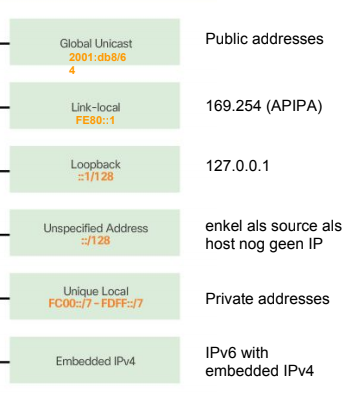 Global Unicast
2001:db8/6
4
Public addresses
Link-local
FE80::1
169.254 (APIPA)
Loopback
::1/128
127.0.0.1
Unspecified Address
::/128
enkel als source als
host nog geen IP
Unique Local
FC00::/7 – FDFF::/7
Private addresses
Embedded IPv4
IPv6 with
embedded IPv4